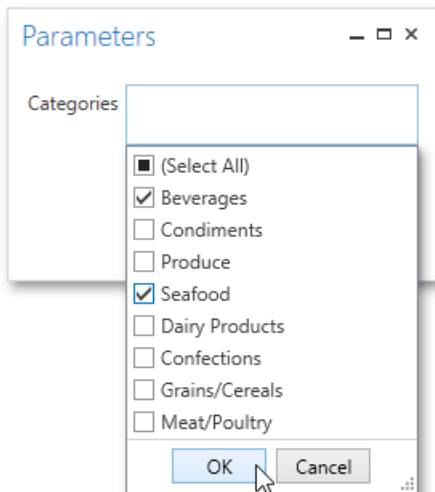 Parameters
Categories
(Select All)
Beverages
Condiments
Produce
Seafood
Dairy Products
Confections
Grains/Cereals
Meat/Poultry
OK Cancel